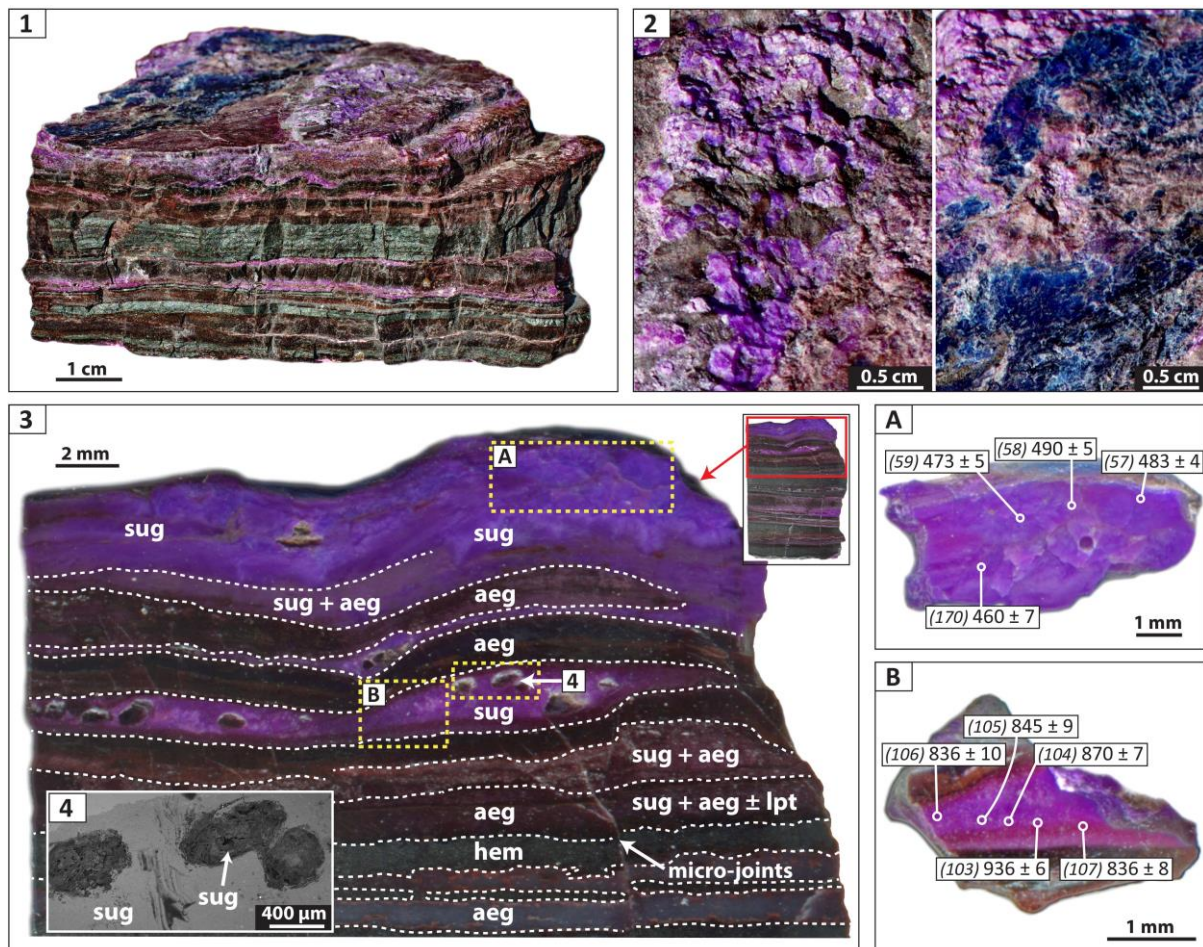 1
1 cm
2
0.5 cm
0.5 cm
3
2 mm
A
sug
sug
sug + aeg
aeg
aeg
B
4
sug
sug + aeg
sug + aeg ± lpt
aeg
hem
micro-joints
aeg
4
sug
sug
400 µm
A
(59) 473 ± 5
(58) 490 ± 5
(57) 483 ± 4
(170) 460 ± 7
1 mm
B
(105) 845 ± 9
(106) 836 ± 10
(104) 870 ± 7
(103) 936 ± 6
(107) 836 ± 8
1 mm